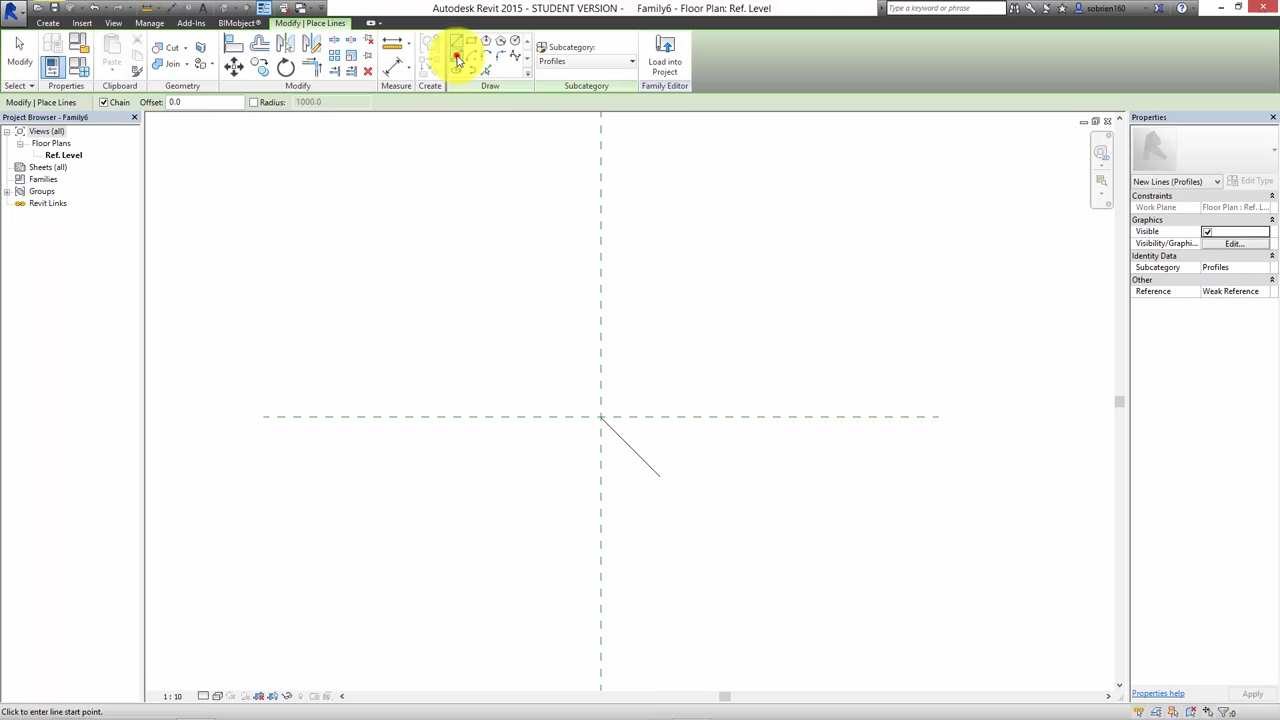 Autodesk Revit 2015 - STUDENT VERSION - Family6 - Floor Plan: Ref. Level
Type a keyword or phrase
sobrien160
Create Insert View Manage Add-Ins BIMobject® Modify | Place Lines
Modify
Paste
Cut
Join
Subcategory:
Profiles
Load into
Project
Select Properties Clipboard Geometry Modify Measure Create Draw Subcategory Family Editor
Modify | Place Lines Chain Offset: 0.0 Radius: 1000.0
Project Browser - Family6
Views (all)
Floor Plans
Ref. Level
Sheets (all)
Families
Groups
Revit Links
Properties
New Lines (Profiles) Edit Type
Constraints
Work Plane Floor Plan : Ref. L...
Graphics
Visible
Visibility/Graphi... Edit...
Identity Data
Subcategory Profiles
Other
Reference Weak Reference
Properties help Apply
1 : 10
Click to enter line start point.
:0